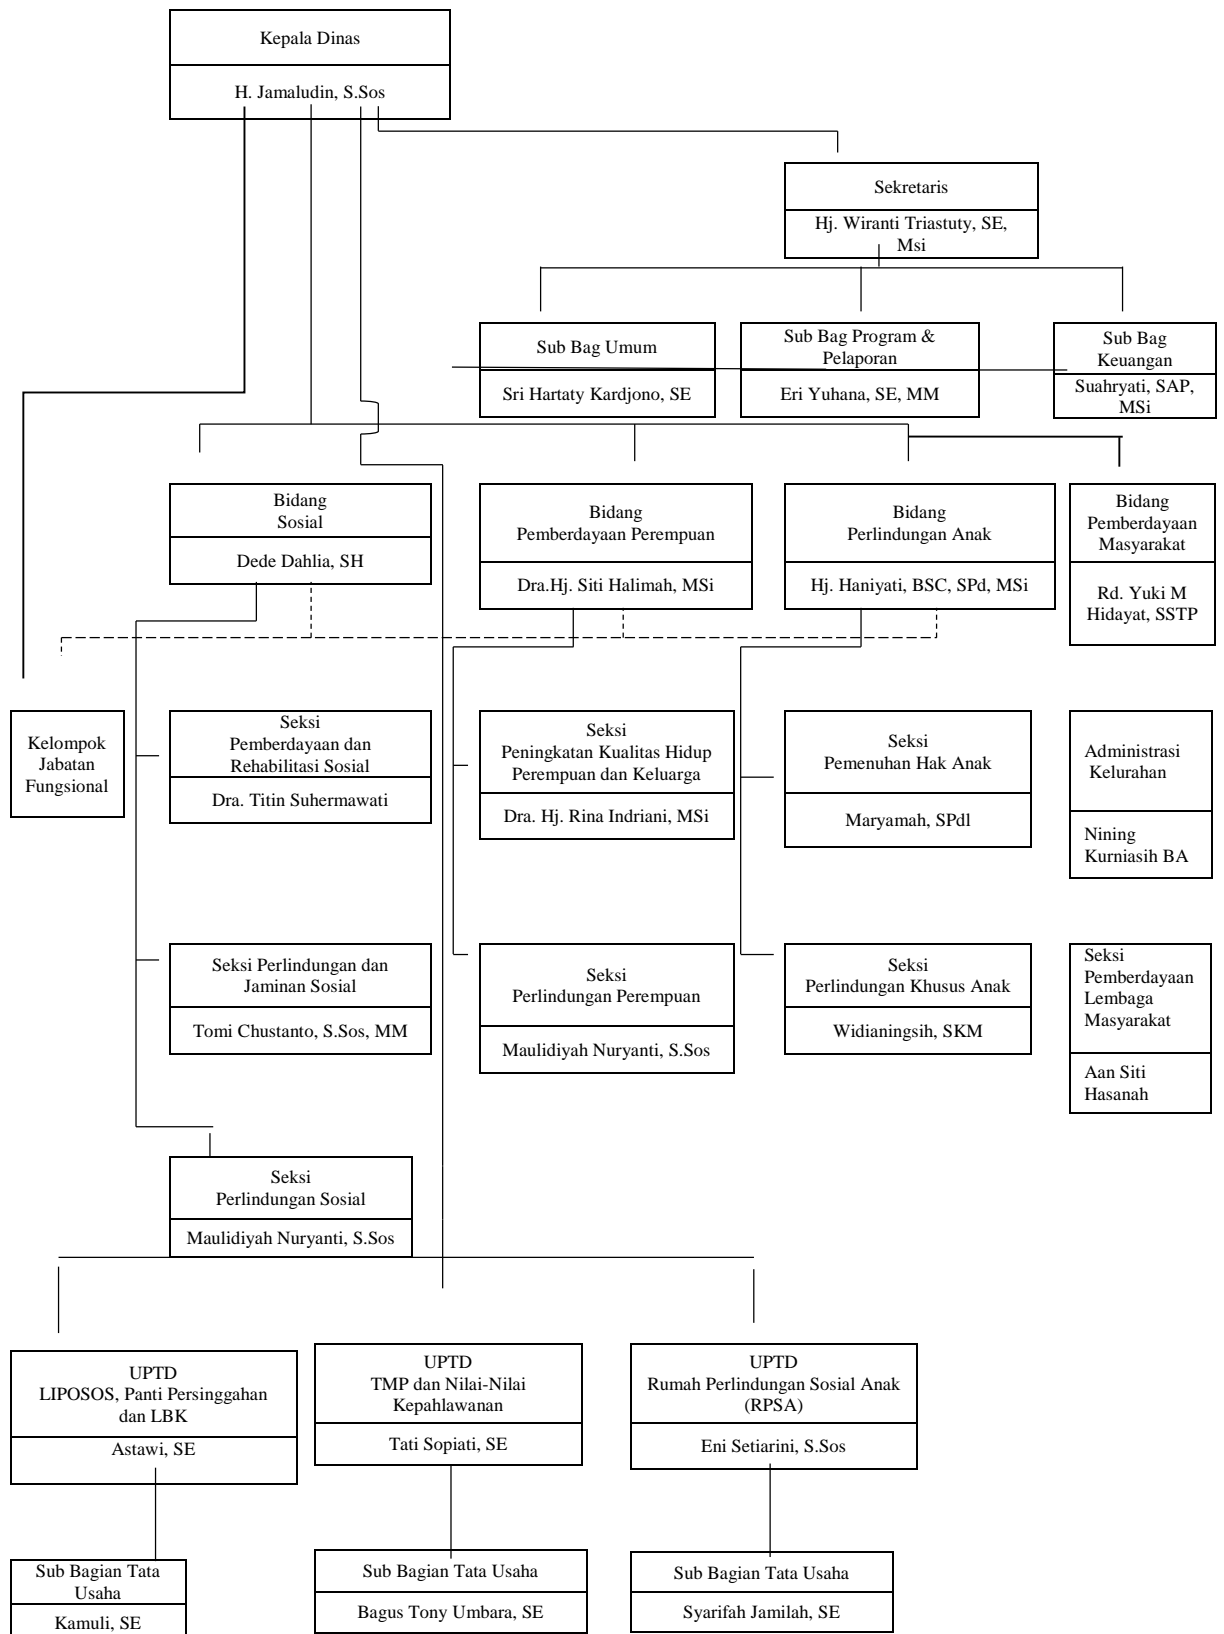 Kepala Dinas
H. Jamaludin, S.Sos
Sekretaris
Hj. Wiranti Triastuty, SE,
Msi
Sub Bag Umum
Sri Hartaty Kardjono, SE
Sub Bag Program &
Pelaporan
Eri Yuhana, SE, MM
Sub Bag
Keuangan
Suahryati, SAP,
MSi
Bidang
Sosial
Dede Dahlia, SH
Bidang
Pemberdayaan Perempuan
Dra.Hj. Siti Halimah, MSi
Bidang
Perlindungan Anak
Hj. Haniyati, BSC, SPd, MSi
Bidang
Pemberdayaan
Masyarakat
Rd. Yuki M
Hidayat, SSTP
Kelompok
Jabatan
Fungsional
Seksi
Pemberdayaan dan
Rehabilitasi Sosial
Dra. Titin Suhermawati
Seksi
Peningkatan Kualitas Hidup
Perempuan dan Keluarga
Dra. Hj. Rina Indriani, MSi
Seksi
Pemenuhan Hak Anak
Maryamah, SPdl
Administrasi
Kelurahan
Nining
Kurniasih BA
Seksi Perlindungan dan
Jaminan Sosial
Tomi Chustanto, S.Sos, MM
Seksi
Perlindungan Perempuan
Maulidiyah Nuryanti, S.Sos
Seksi
Perlindungan Khusus Anak
Widianingsih, SKM
Seksi
Pemberdayaan
Lembaga
Masyarakat
Aan Siti
Hasanah
Seksi
Perlindungan Sosial
Maulidiyah Nuryanti, S.Sos
UPTD
LIPOSOS, Panti Persinggahan
dan LBK
Astawi, SE
UPTD
TMP dan Nilai-Nilai
Kepahlawanan
Tati Sopiati, SE
UPTD
Rumah Perlindungan Sosial Anak
(RPSA)
Eni Setiarini, S.Sos
Sub Bagian Tata
Usaha
Kamuli, SE
Sub Bagian Tata Usaha
Bagus Tony Umbara, SE
Sub Bagian Tata Usaha
Syarifah Jamilah, SE